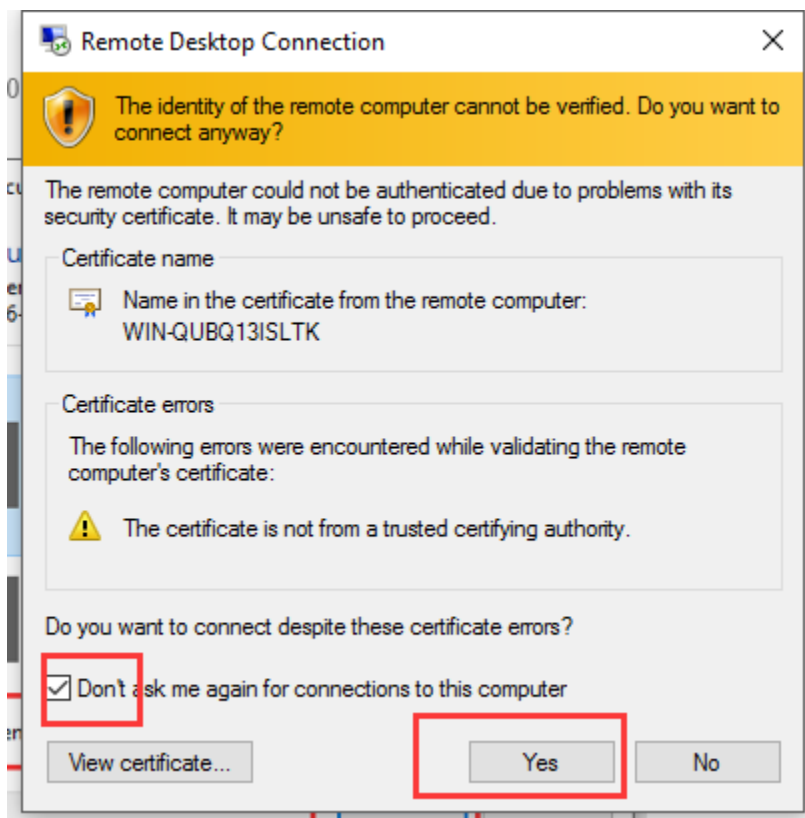 Remote Desktop Connection
The identity of the remote computer cannot be verified. Do you want to
connect anyway?
The remote computer could not be authenticated due to problems with its
security certificate. It may be unsafe to proceed.
Certificate name
Name in the certificate from the remote computer:
WIN-QUBQ13ISLTK
Certificate errors
The following errors were encountered while validating the remote
computer's certificate:
The certificate is not from a trusted certifying authority.
Do you want to connect despite these certificate errors?
Don't ask me again for connections to this computer
View certificate...
Yes
No